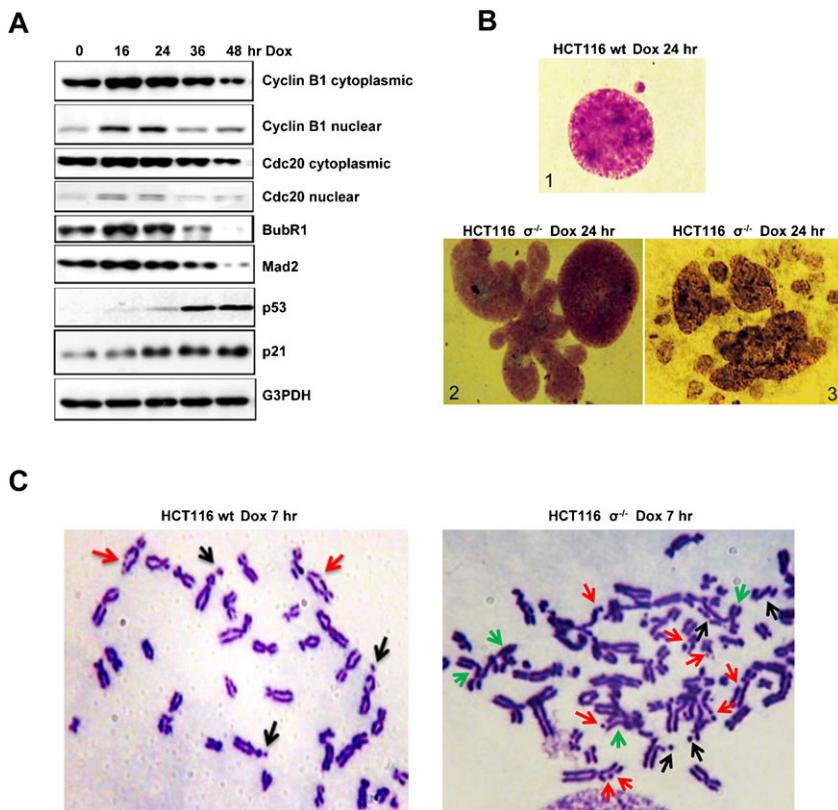 A
0 16 24 36 48 hr Dox
Cyclin B1 cytoplasmic
Cyclin B1 nuclear
Cdc20 cytoplasmic
Cdc20 nuclear
BubR1
Mad2
p53
p21
G3PDH
B
HCT116 wt Dox 24 hr
1
HCT116 σ-/- Dox 24 hr
HCT116 σ-/- Dox 24 hr
2
3
C
HCT116 wt Dox 7 hr
HCT116 σ-/- Dox 7 hr